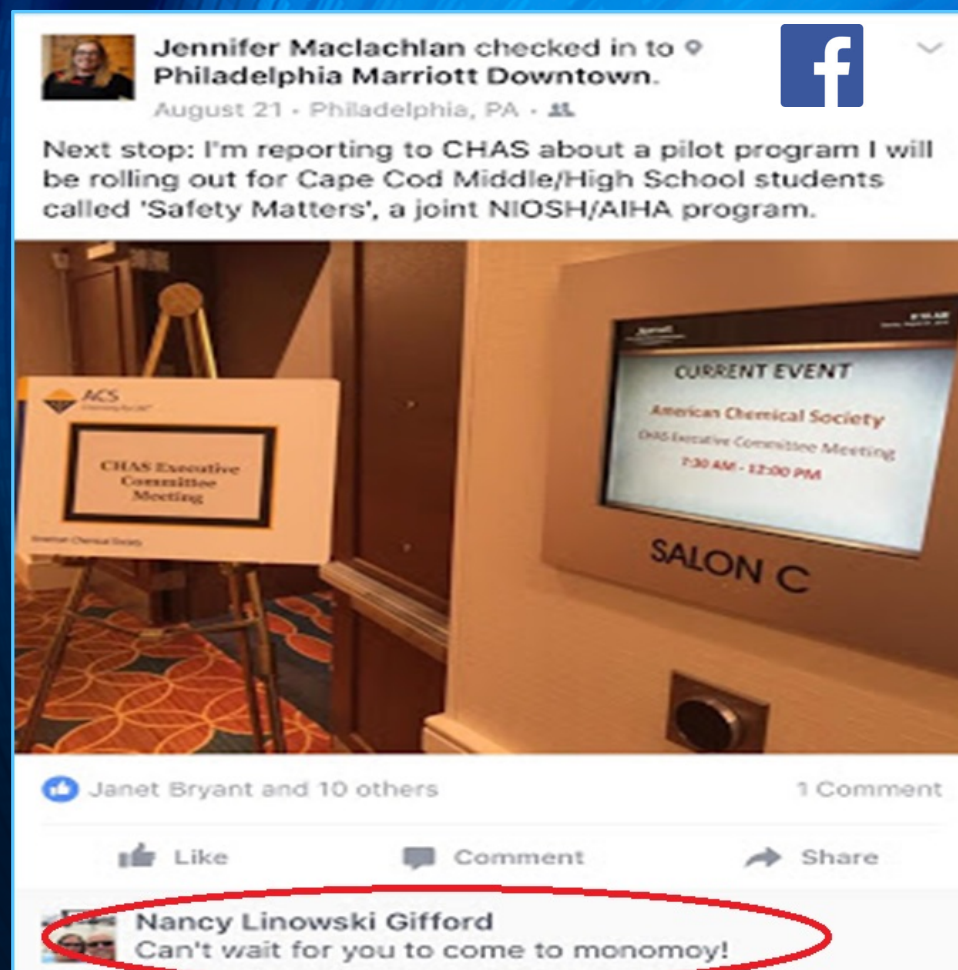 Jennifer Maclachlan checked in to
Philadelphia Marriott Downtown.
August 21 · Philadelphia, PA ·
f
Next stop: I'm reporting to CHAS about a pilot program I will
be rolling out for Cape Cod Middle/High School students
called 'Safety Matters', a joint NIOSH/AIHA program.
ACS
CHAS Executive
Committee
Meeting
American Chemical Society
CURRENT EVENT
American Chemical Society
CHAS Executive Committee Meeting
7:30 AM - 12:00 PM
SALON C
Janet Bryant and 10 others
1 Comment
Like
Comment
Share
Nancy Linowski Gifford
Can't wait for you to come to monomoy!